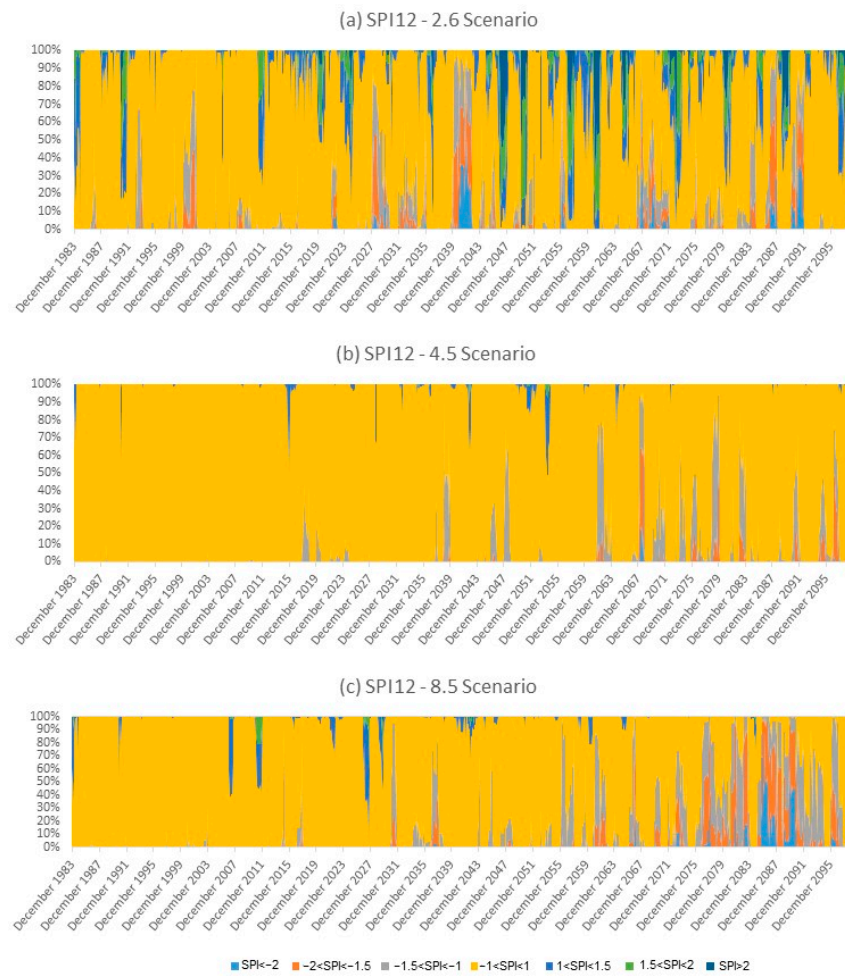 (a) SPI12 - 2.6 Scenario
100%
90%
80%
70%
60%
50%
40%
30%
20%
10%
0%
December 1983
December 1987
December 1991
December 1995
December 1999
December 2003
December 2007
December 2011
December 2015
December 2019
December 2023
December 2027
December 2031
December 2035
December 2039
December 2043
December 2047
December 2051
December 2055
December 2059
December 2063
December 2067
December 2071
December 2075
December 2079
December 2083
December 2087
December 2091
December 2095
(b) SPI12 - 4.5 Scenario
100%
90%
80%
70%
60%
50%
40%
30%
20%
10%
0%
December 1983
December 1987
December 1991
December 1995
December 1999
December 2003
December 2007
December 2011
December 2015
December 2019
December 2023
December 2027
December 2031
December 2035
December 2039
December 2043
December 2047
December 2051
December 2055
December 2059
December 2063
December 2067
December 2071
December 2075
December 2079
December 2083
December 2087
December 2091
December 2095
(c) SPI12 - 8.5 Scenario
100%
90%
80%
70%
60%
50%
40%
30%
20%
10%
0%
December 1983
December 1987
December 1991
December 1995
December 1999
December 2003
December 2007
December 2011
December 2015
December 2019
December 2023
December 2027
December 2031
December 2035
December 2039
December 2043
December 2047
December 2051
December 2055
December 2059
December 2063
December 2067
December 2071
December 2075
December 2079
December 2083
December 2087
December 2091
December 2095
SPI<−2 −2<SPI<−1.5 −1.5<SPI<−1 −1<SPI<1 1<SPI<1.5 1.5<SPI<2 SPI>2